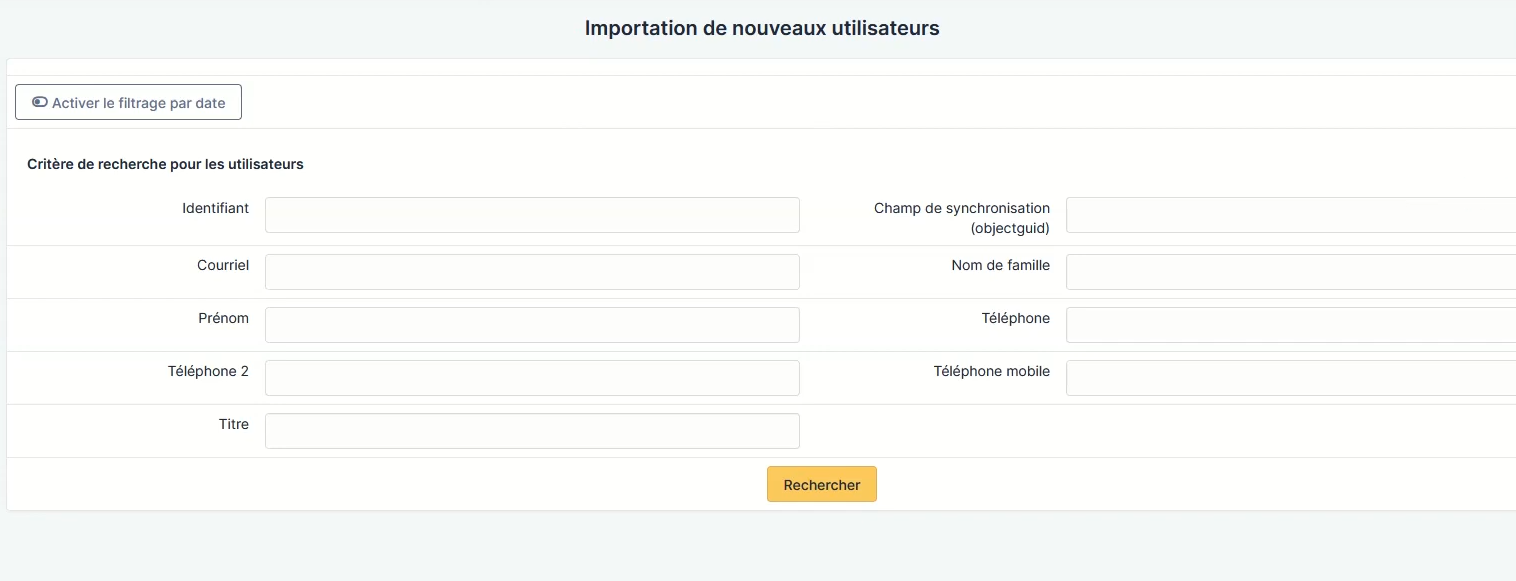 Importation de nouveaux utilisateurs
Activer le filtrage par date
Critère de recherche pour les utilisateurs
Identifiant
Champ de synchronisation
(objectguid)
Courriel
Nom de famille
Prénom
Téléphone
Téléphone 2
Téléphone mobile
Titre
Rechercher